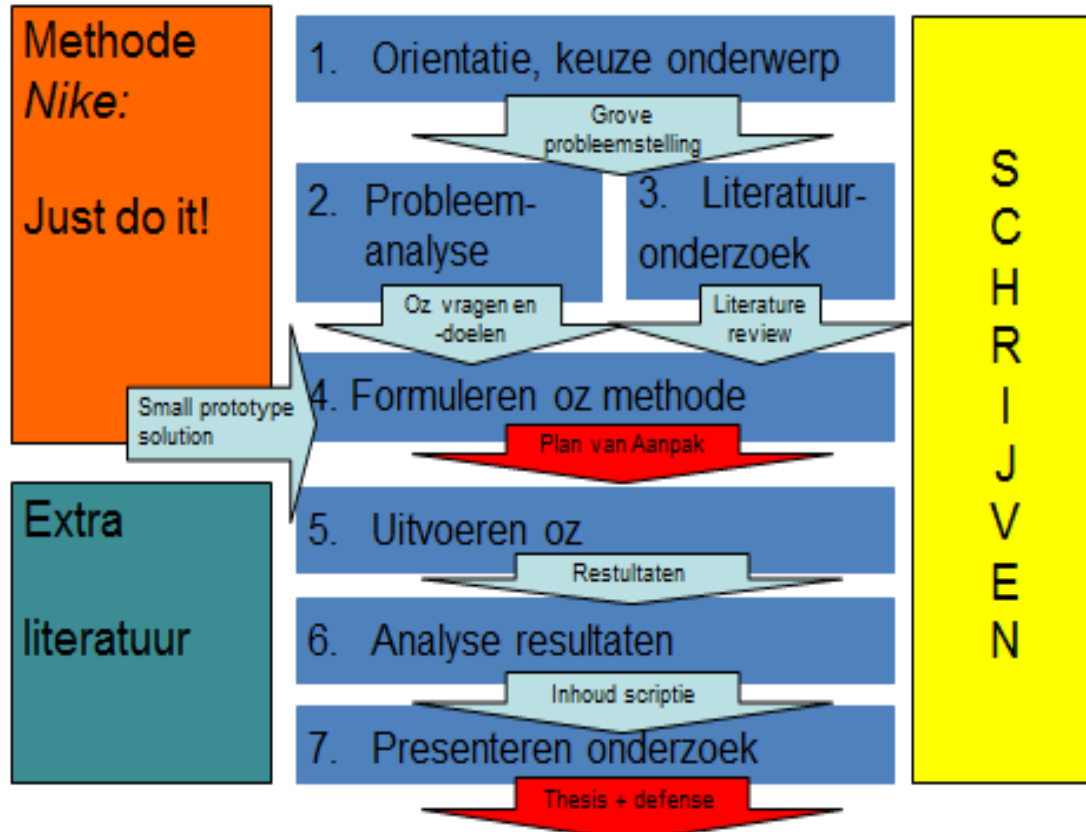 Methode
Nike:
Just do it!
Small prototype
solution
Extra
literatuur
1. Orientatie, keuze onderwerp
Grove
probleemstelling
2. Probleem-
analyse
3. Literatuur-
onderzoek
Oz vragen en
-doelen
Literature
review
4. Formuleren oz methode
Plan van Aanpak
5. Uitvoeren oz
Restultaten
6. Analyse resultaten
Inhoud scriptie
7. Presenteren onderzoek
Thesis + defense
S
C
H
R
I
J
V
E
N